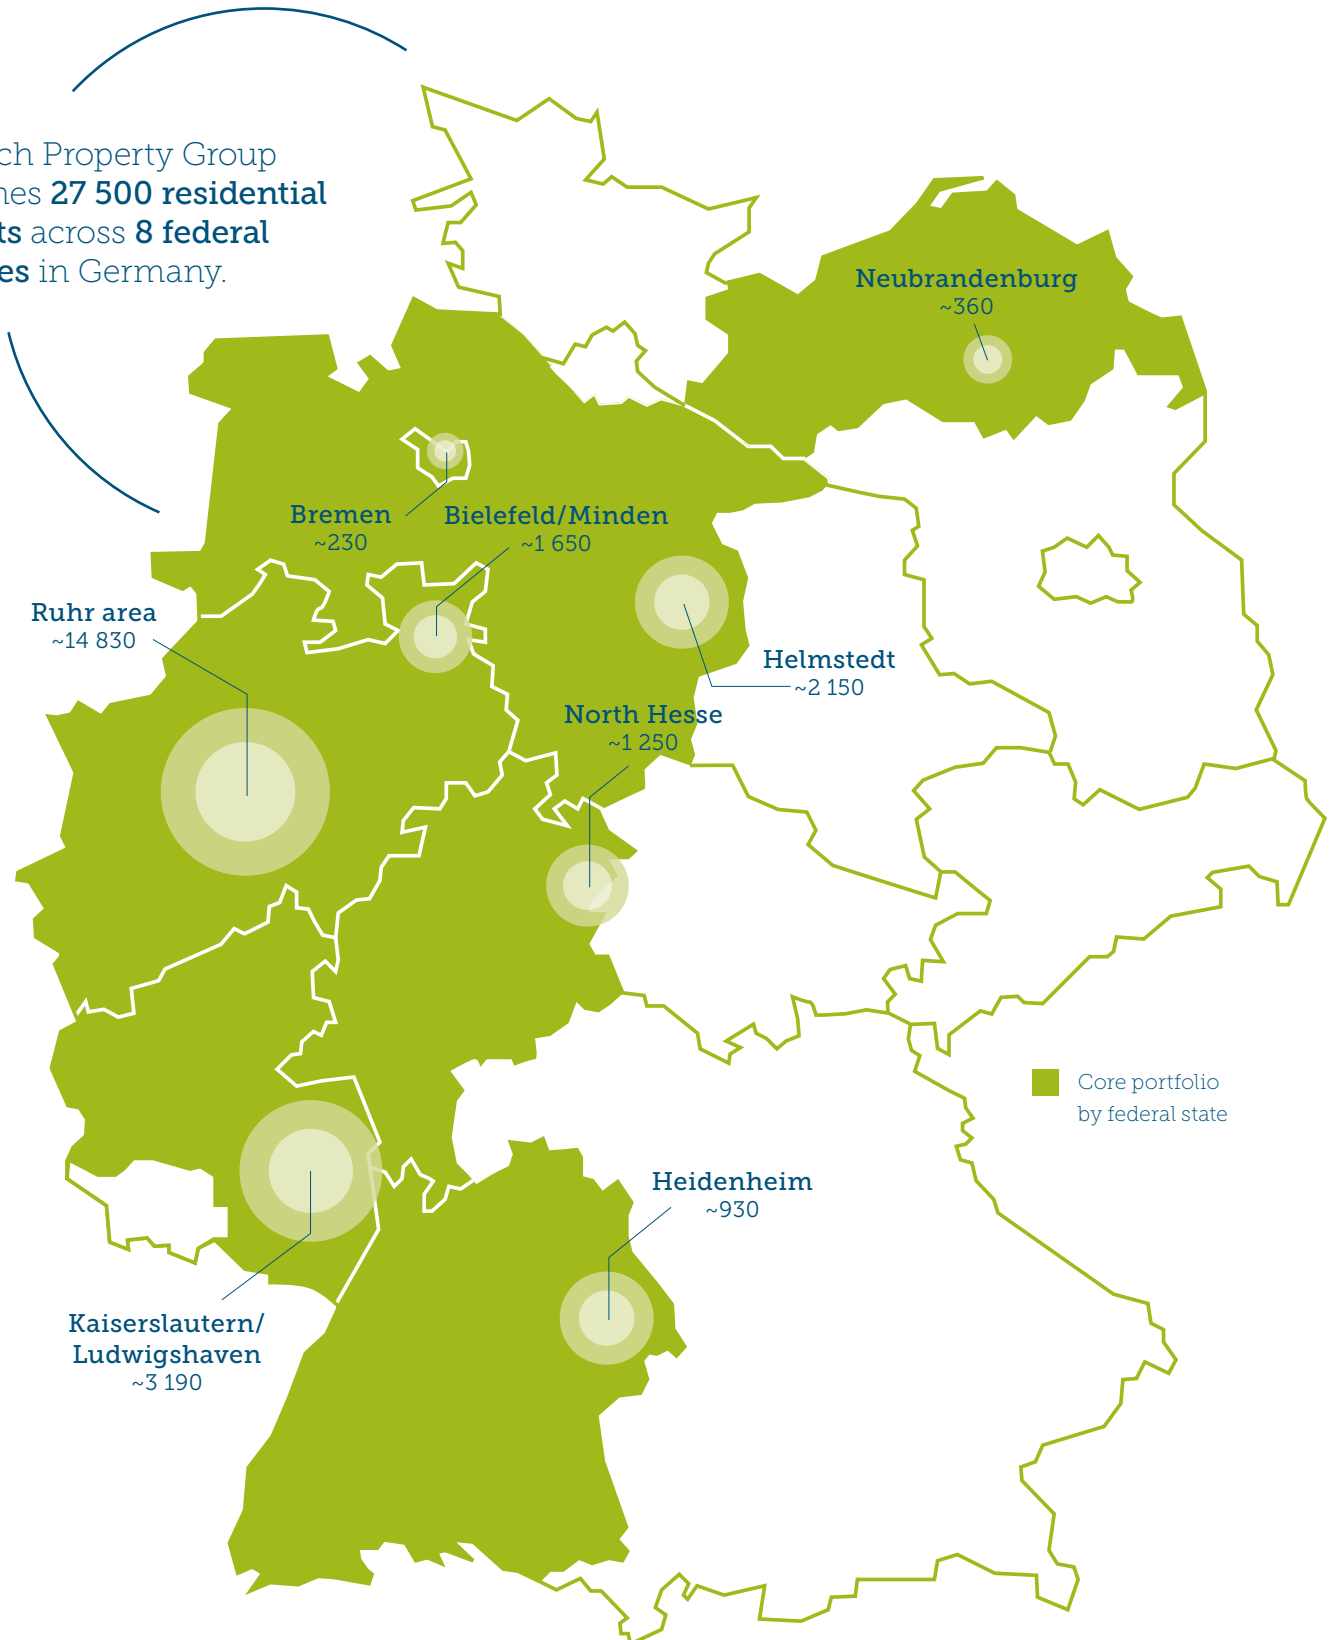 ch Property Group
nes 27 500 residential
ts across 8 federal
es in Germany.
Neubrandenburg
~360
Bremen
~230
Bielefeld/Minden
~1 650
Ruhr area
~14 830
Helmstedt
~2 150
North Hesse
~1 250
Core portfolio
by federal state
Heidenheim
~930
Kaiserslautern/
Ludwigshaven
~3 190